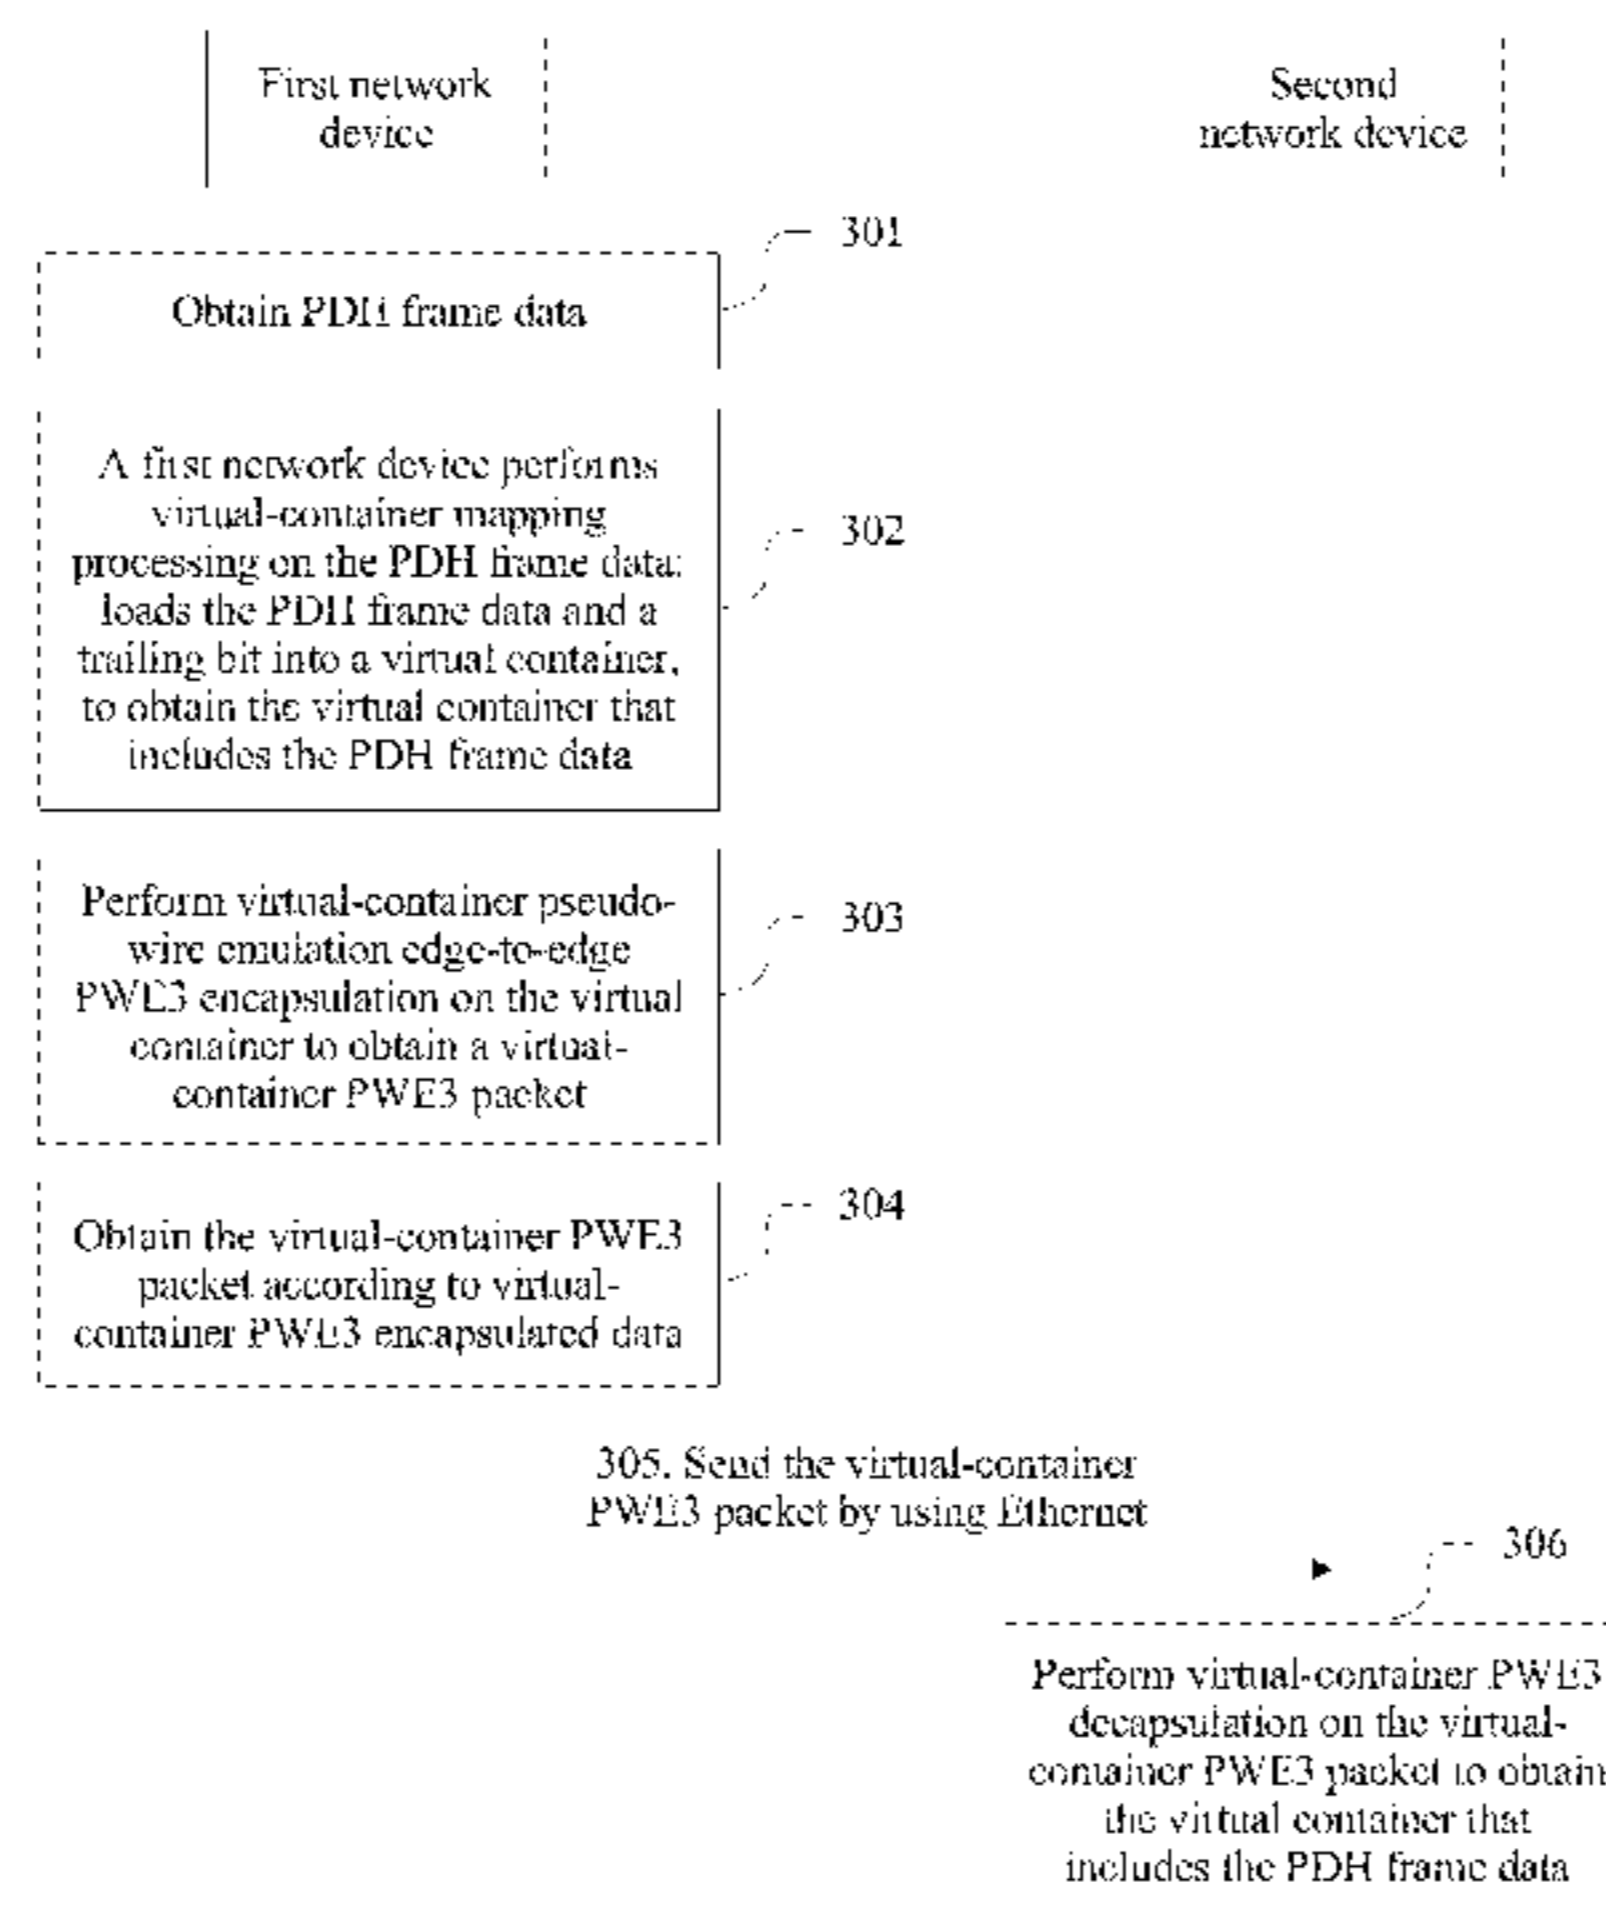 First network
device
Second
network device
301
Obtain PDH frame data
A first network device performs
virtual-container mapping
processing on the PDH frame data:
loads the PDH frame data and a
trailing bit into a virtual container,
to obtain the virtual container that
includes the PDH frame data
302
Perform virtual-container pseudo-
wire emulation edge-to-edge
PWE3 encapsulation on the virtual
container to obtain a virtual-
container PWE3 packet
303
304
Obtain the virtual-container PWE3
packet according to virtual-
container PWE3 encapsulated data
305. Send the virtual-container
PWE3 packet by using Ethernet
306
Perform virtual-container PWE3
decapsulation on the virtual-
container PWE3 packet to obtain
the virtual container that
includes the PDH frame data